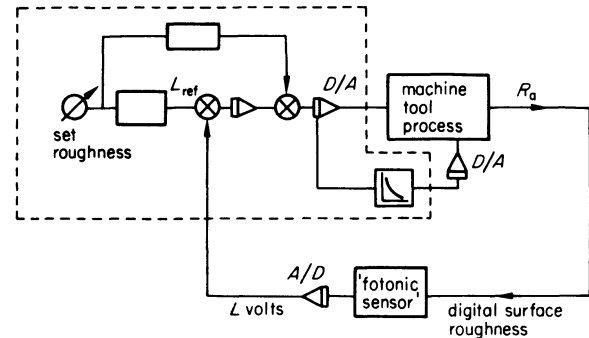 L_ref
D/A
set
roughness
machine
tool
process
R_a
D/A
A/D
L volts
'fotonic'
sensor
digital surface
roughness